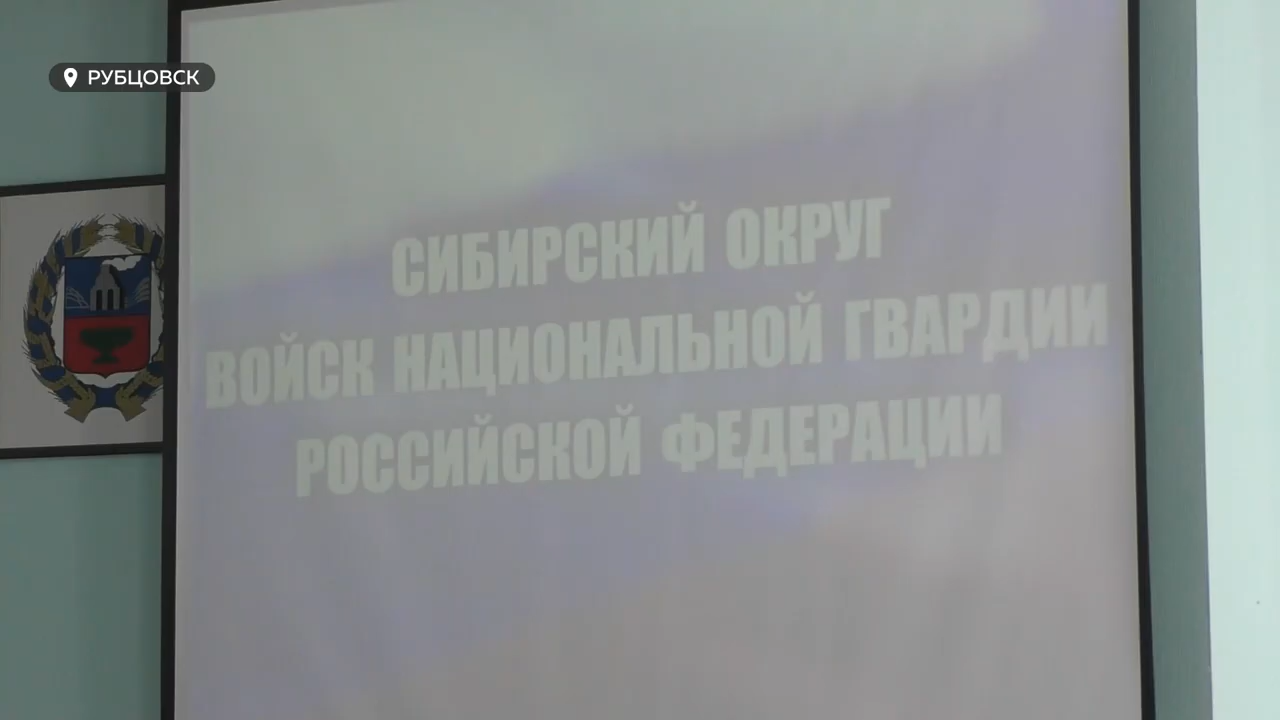 РУБЦОВСК
СИБИРСКИЙ ОКРУГ
ВОЙСК НАЦИОНАЛЬНОЙ ГВАРДИИ
РОССИЙСКОЙ ФЕДЕРАЦИИ